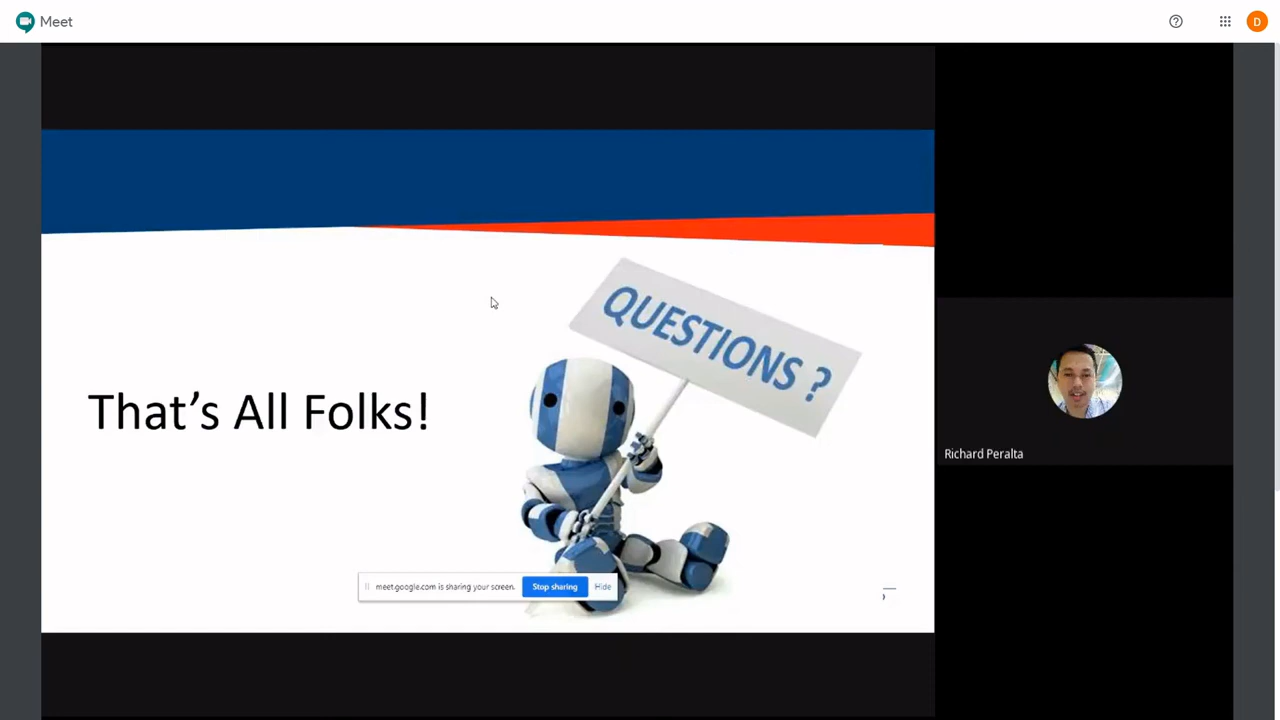 Meet
D
QUESTIONS ?
That's All Folks!
Richard Peralta
meet.google.com is sharing your screen.
Stop sharing
Hide